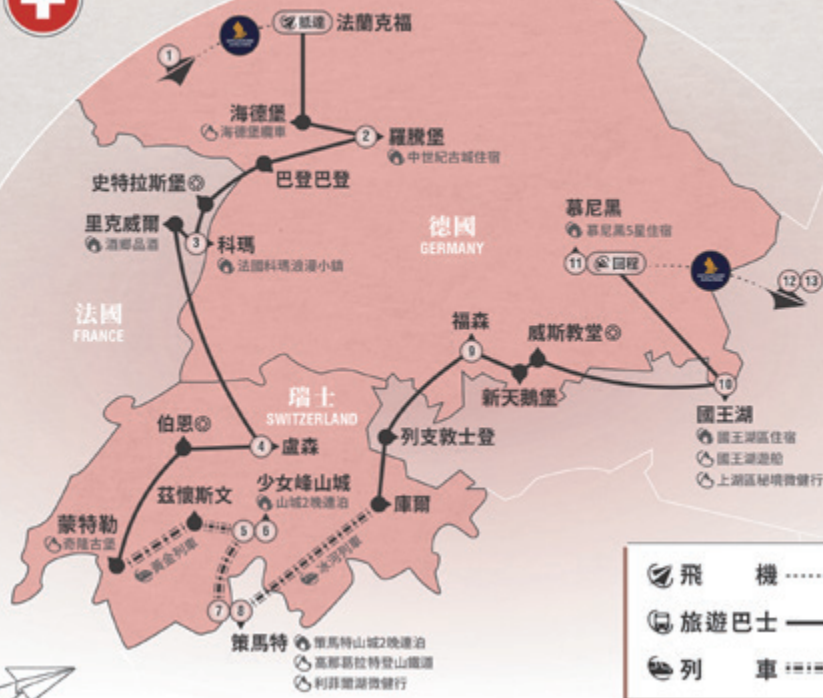 1
抵達 法蘭克福
海德堡
海德堡纜車
2 羅騰堡
中世紀古城住宿
巴登巴登
史特拉斯堡◎
里克威爾
酒鄉品酒
3 科瑪
法國科瑪浪漫小鎮
德國
GERMANY
慕尼黑
慕尼黑5星住宿
11 回程
12 13
法國
FRANCE
福森
9
威斯教堂◎
新天鵝堡
10
國王湖
國王湖區住宿
國王湖遊船
上湖區秘境微健行
瑞士
SWITZERLAND
伯恩◎
4 盧森
列支敦士登
茲懷斯文
少女峰山城
山城2晚連泊
5 6
庫爾
蒙特勒
奇隆古堡
黃金列車
冰河列車
7 8
策馬特
策馬特山城2晚連泊
高那葛拉特登山鐵道
利菲爾湖微健行
飛機
旅遊巴士
列車